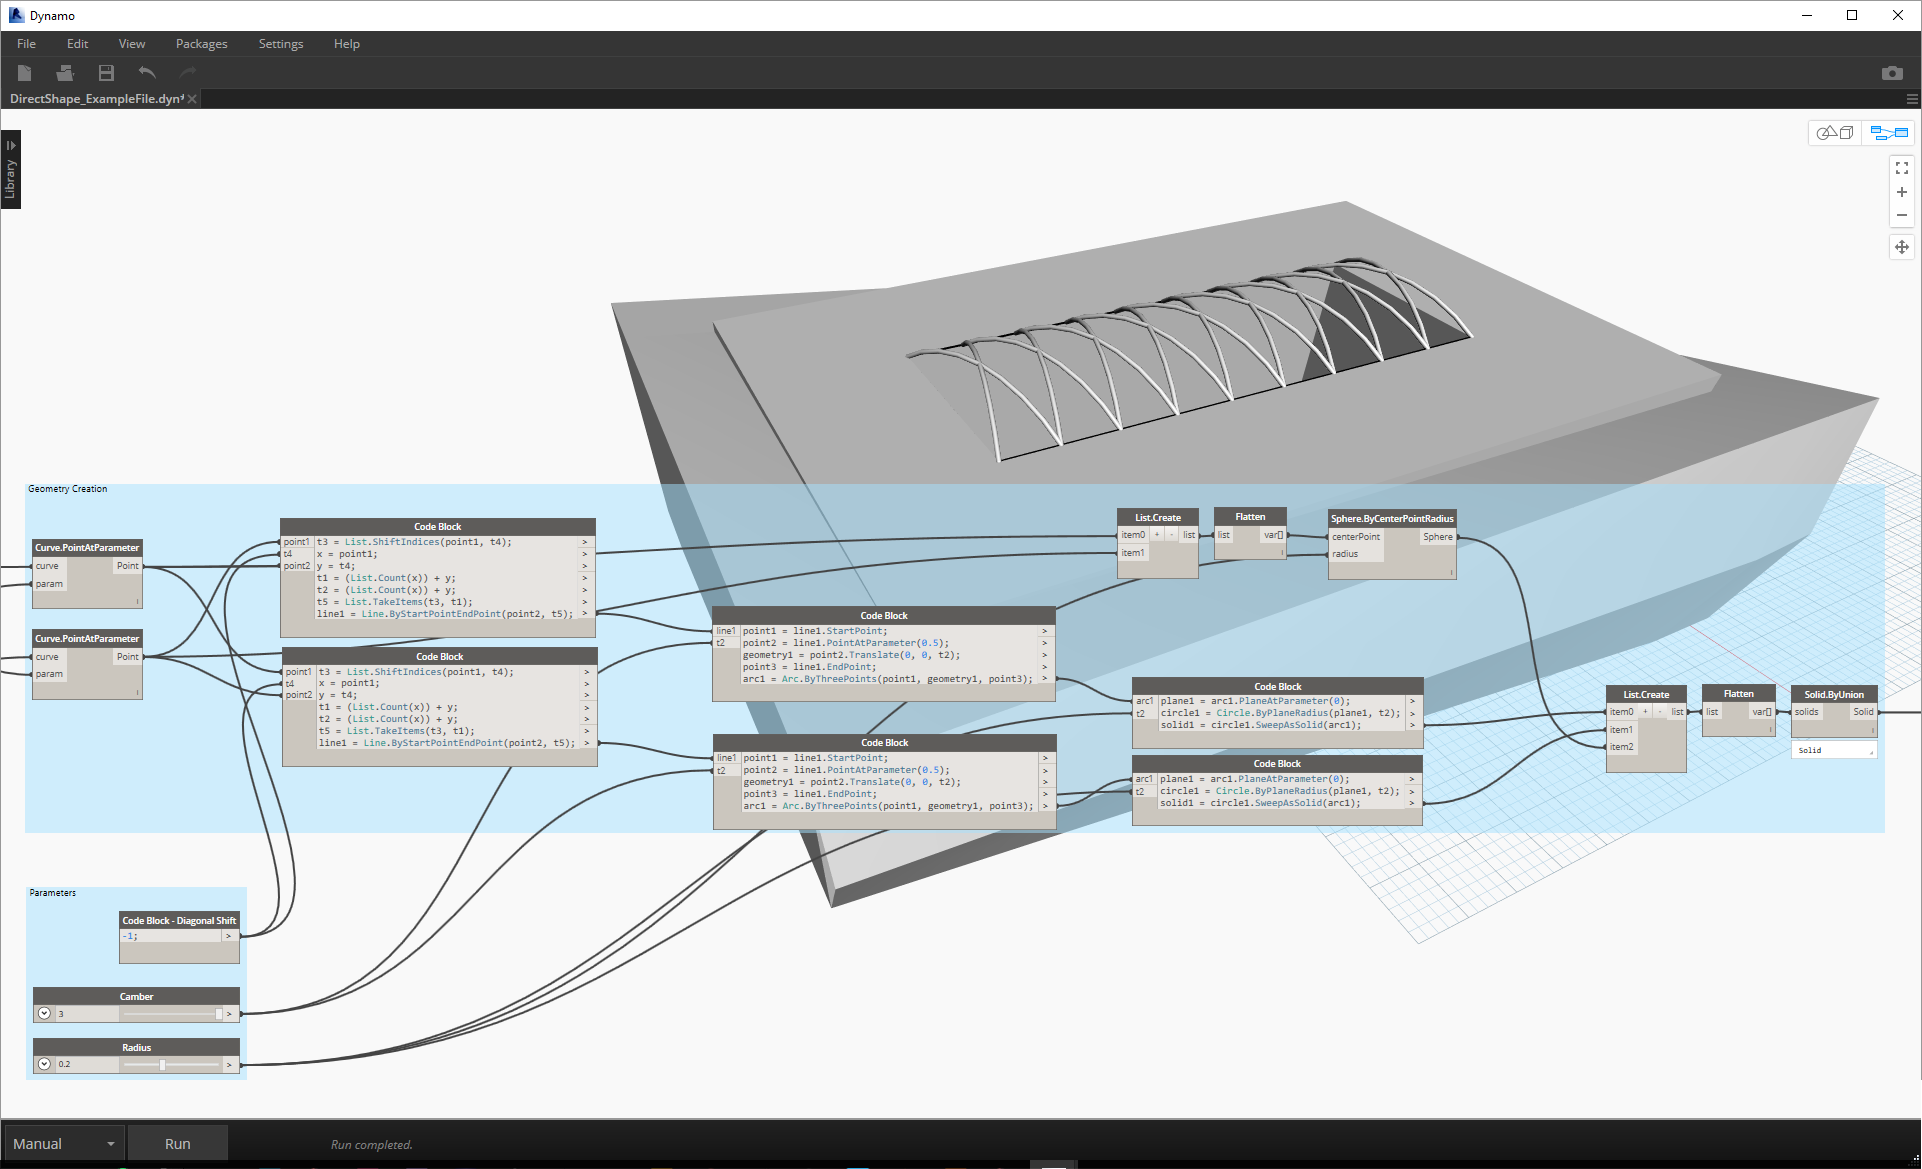 Dynamo
File Edit View Packages Settings Help
DirectShape_ExampleFile.dyn*
Library
Geometry Creation
Curve.PointAtParameter
curve Point
param
Curve.PointAtParameter
curve Point
param
Code Block
point1 t3 = List.ShiftIndices(point1, t4); >
t4 x = point1; >
point2 y = t4; >
t1 = (List.Count(x)) + y; >
t2 = (List.Count(x)) + y; >
t5 = List.TakeItems(t3, t1); >
line1 = Line.ByStartPointEndPoint(point2, t5); >
Code Block
point1 t3 = List.ShiftIndices(point1, t4); >
t4 x = point1; >
point2 y = t4; >
t1 = (List.Count(x)) + y; >
t2 = (List.Count(x)) + y; >
t5 = List.TakeItems(t3, t1); >
line1 = Line.ByStartPointEndPoint(point2, t5); >
Code Block
line1 point1 = line1.StartPoint; >
t2 point2 = line1.PointAtParameter(0.5); >
geometry1 = point2.Translate(0, 0, t2); >
point3 = line1.EndPoint; >
arc1 = Arc.ByThreePoints(point1, geometry1, point3); >
Code Block
line1 point1 = line1.StartPoint; >
t2 point2 = line1.PointAtParameter(0.5); >
geometry1 = point2.Translate(0, 0, t2); >
point3 = line1.EndPoint; >
arc1 = Arc.ByThreePoints(point1, geometry1, point3); >
List.Create
item0 + - list
item1
Flatten
list var[]
Sphere.ByCenterPointRadius
centerPoint Sphere
radius
Code Block
arc1 plane1 = arc1.PlaneAtParameter(0); >
t2 circle1 = Circle.ByPlaneRadius(plane1, t2); >
solid1 = circle1.SweepAsSolid(arc1); >
Code Block
arc1 plane1 = arc1.PlaneAtParameter(0); >
t2 circle1 = Circle.ByPlaneRadius(plane1, t2); >
solid1 = circle1.SweepAsSolid(arc1); >
List.Create
item0 + - list
item1
item2
Flatten
list var[]
Solid.ByUnion
solids Solid
Solid
Parameters
Code Block - Diagonal Shift
-1; >
Camber
3 >
Radius
0.2 >
Manual Run Run completed.